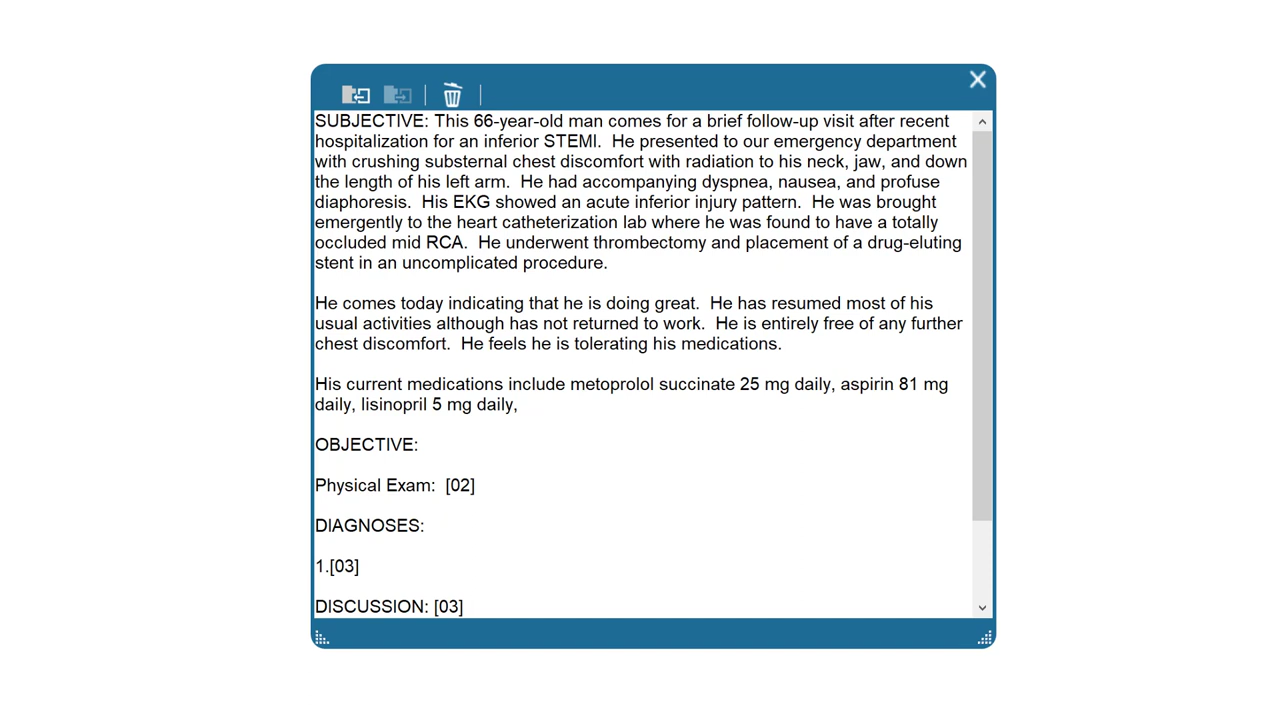 SUBJECTIVE: This 66-year-old man comes for a brief follow-up visit after recent
hospitalization for an inferior STEMI.  He presented to our emergency department
with crushing substernal chest discomfort with radiation to his neck, jaw, and down
the length of his left arm.  He had accompanying dyspnea, nausea, and profuse
diaphoresis.  His EKG showed an acute inferior injury pattern.  He was brought
emergently to the heart catheterization lab where he was found to have a totally
occluded mid RCA.  He underwent thrombectomy and placement of a drug-eluting
stent in an uncomplicated procedure.
He comes today indicating that he is doing great.  He has resumed most of his
usual activities although has not returned to work.  He is entirely free of any further
chest discomfort.  He feels he is tolerating his medications.
His current medications include metoprolol succinate 25 mg daily, aspirin 81 mg
daily, lisinopril 5 mg daily,
OBJECTIVE:
Physical Exam:  [02]
DIAGNOSES:
1.[03]
DISCUSSION: [03]